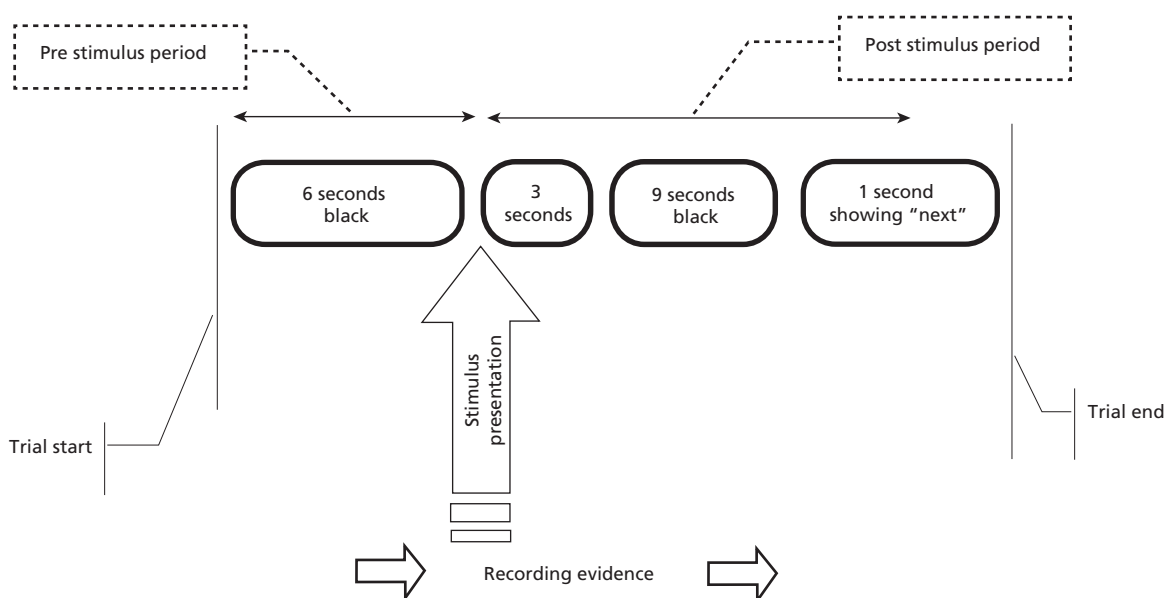 Pre stimulus period
Post stimulus period
6 seconds
black
3
seconds
9 seconds
black
1 second
showing “next”
Stimulus
presentation
Trial start
Trial end
Recording evidence